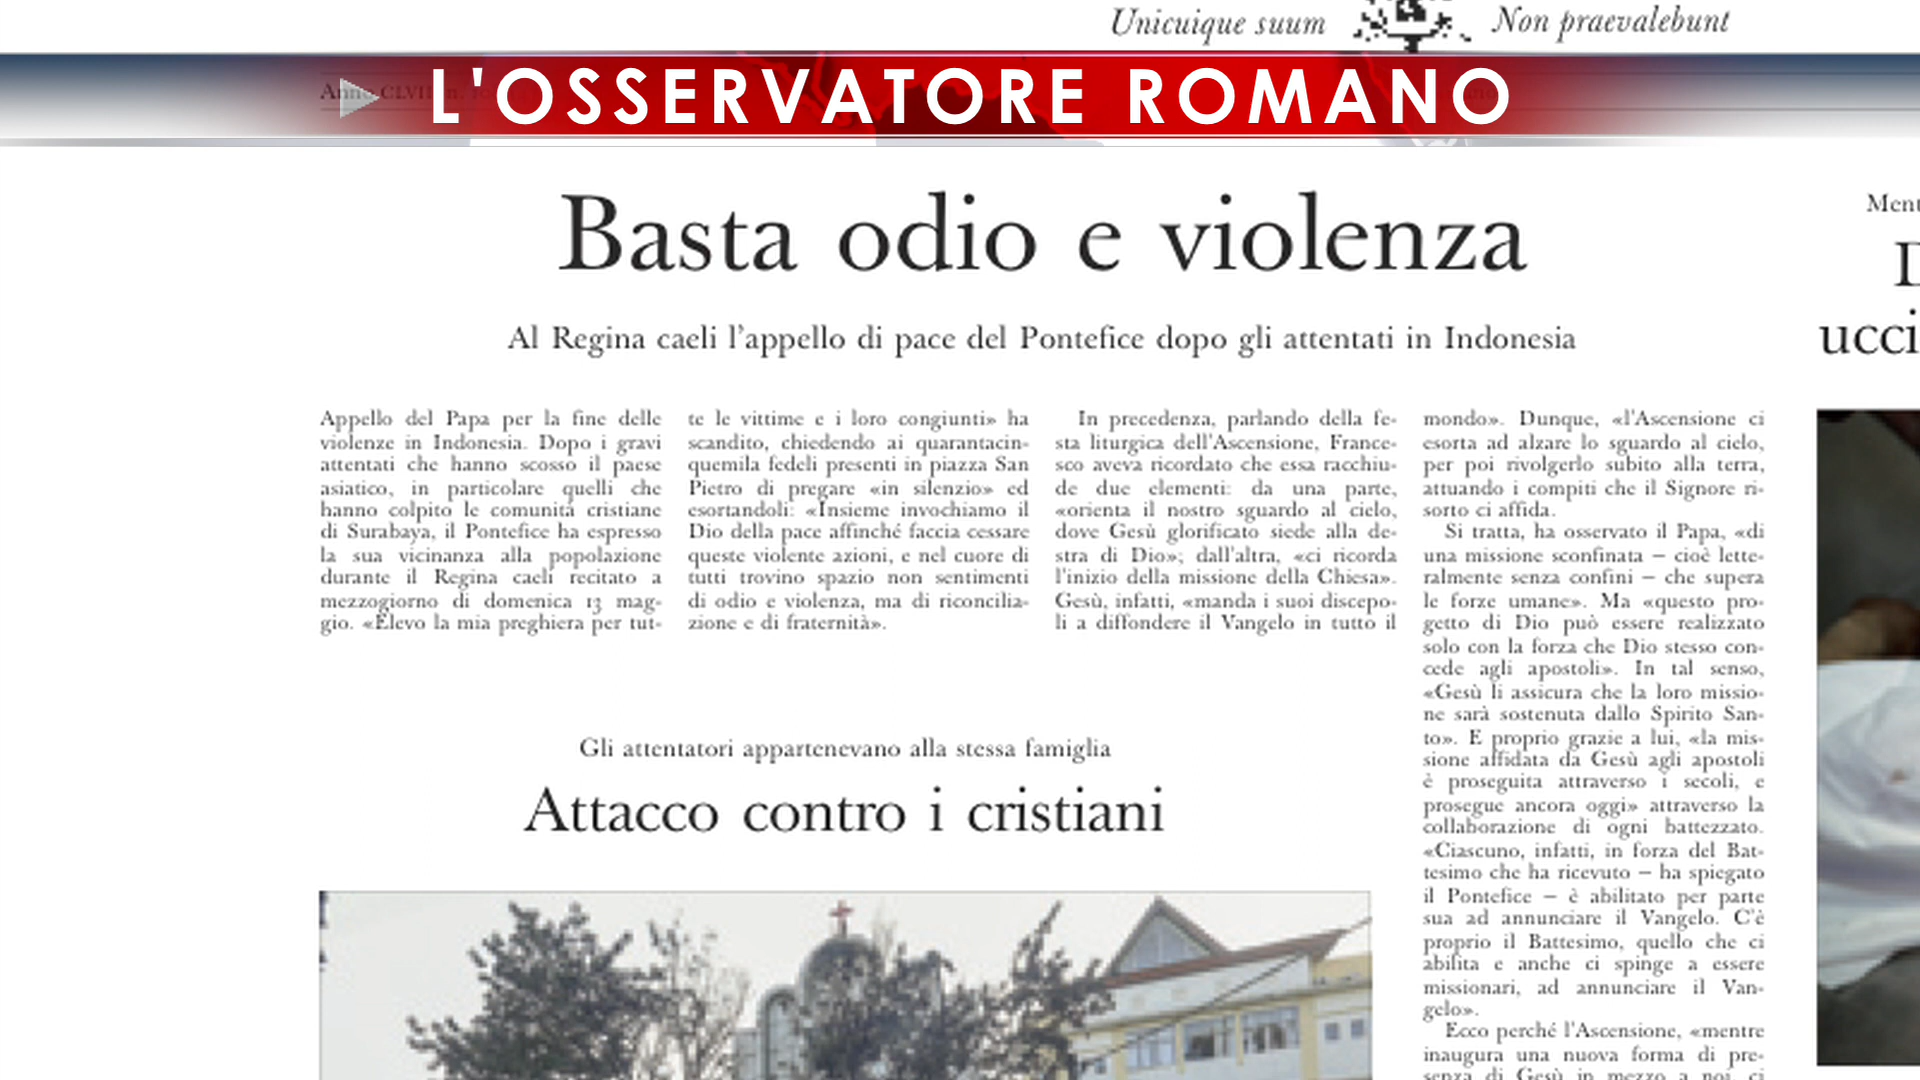 Unicuique suum
Non praevalebunt
L'OSSERVATORE ROMANO
Basta odio e violenza
Al Regina caeli l'appello di pace del Pontefice dopo gli attentati in Indonesia
Appello del Papa per la fine delle
violenze in Indonesia. Dopo i gravi
attentati che hanno scosso il paese
asiatico, in particolare quelli che
hanno colpito le comunità cristiane
di Surabaya, il Pontefice ha espresso
la sua vicinanza alla popolazione
durante il Regina caeli recitato a
mezzogiorno di domenica 13 mag-
gio. «Elevo la mia preghiera per tut-
te le vittime e i loro congiunti» ha
scandito, chiedendo ai quarantacin-
quemila fedeli presenti in piazza San
Pietro di pregare «in silenzio» ed
esortandoli: «Insieme invochiamo il
Dio della pace affinché faccia cessare
queste violente azioni, e nel cuore di
tutti trovino spazio non sentimenti
di odio e violenza, ma di riconcilia-
zione e di fraternità».
In precedenza, parlando della fe-
sta liturgica dell'Ascensione, France-
sco aveva ricordato che essa racchiu-
de due elementi: da una parte,
«orienta il nostro sguardo al cielo,
dove Gesù glorificato siede alla de-
stra di Dio»; dall'altra, «ci ricorda
l'inizio della missione della Chiesa».
Gesù, infatti, «manda i suoi discepo-
li a diffondere il Vangelo in tutto il
mondo». Dunque, «l'Ascensione ci
esorta ad alzare lo sguardo al cielo,
per poi rivolgerlo subito alla terra,
attuando i compiti che il Signore ri-
sorto ci affida.
Si tratta, ha osservato il Papa, «di
una missione sconfinata — cioè lette-
ralmente senza confini — che supera
le forze umane». Ma «questo pro-
getto di Dio può essere realizzato
solo con la forza che Dio stesso con-
cede agli apostoli». In tal senso,
«Gesù li assicura che la loro missio-
ne sarà sostenuta dallo Spirito San-
to». E proprio grazie a lui, «la mis-
sione affidata da Gesù agli apostoli
è proseguita attraverso i secoli, e
prosegue ancora oggi» attraverso la
collaborazione di ogni battezzato.
«Ciascuno, infatti, in forza del Bat-
tesimo che ha ricevuto — ha spiegato
il Pontefice — è abilitato per parte
sua ad annunciare il Vangelo. C'è
proprio il Battesimo, quello che ci
abilita e anche ci spinge a essere
missionari, ad annunciare il Van-
gelo».
Ecco perché l'Ascensione, «mentre
inaugura una nuova forma di pre-
senza di Gesù in mezzo a noi, ci
Gli attentatori appartenevano alla stessa famiglia
Attacco contro i cristiani
Ment
D
ucci